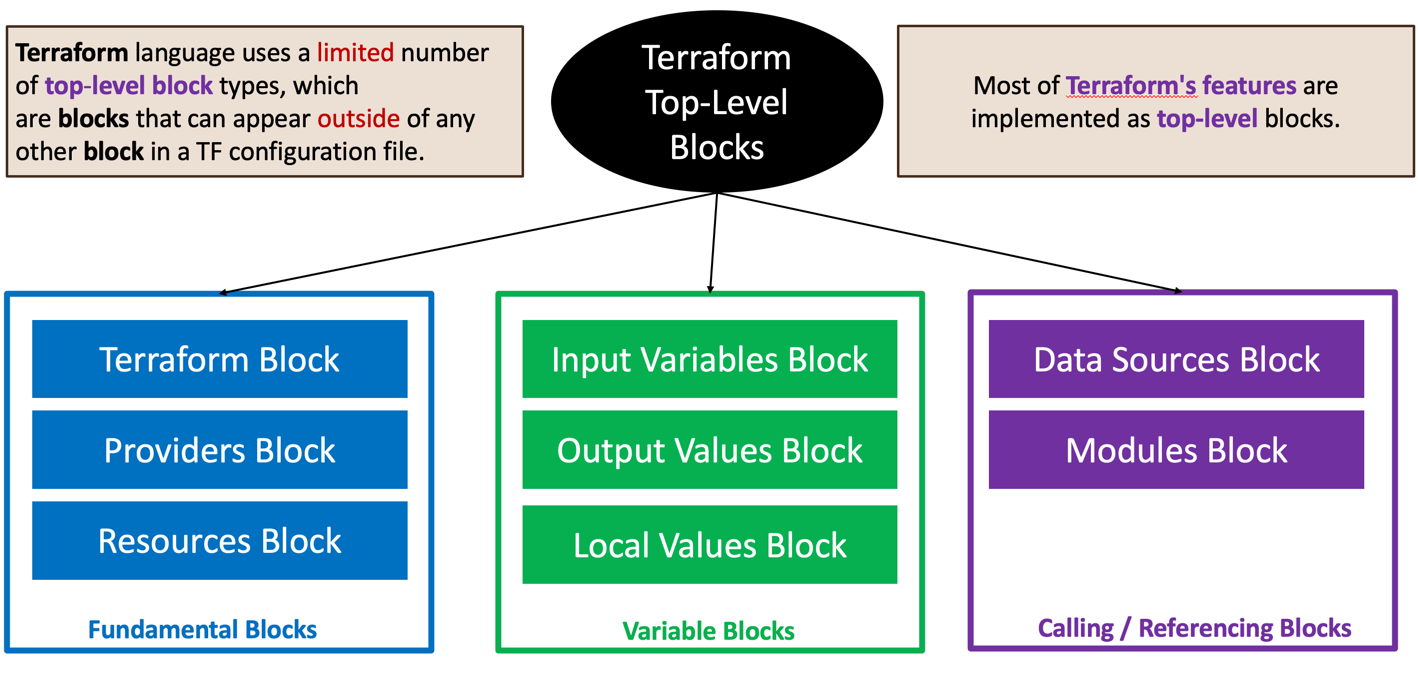 Terraform language uses a limited number
of top-level block types, which
are blocks that can appear outside of any
other block in a TF configuration file.
Terraform
Top-Level
Blocks
Most of Terraform's features are
implemented as top-level blocks.
Terraform Block
Providers Block
Resources Block
Fundamental Blocks
Input Variables Block
Output Values Block
Local Values Block
Variable Blocks
Data Sources Block
Modules Block
Calling / Referencing Blocks